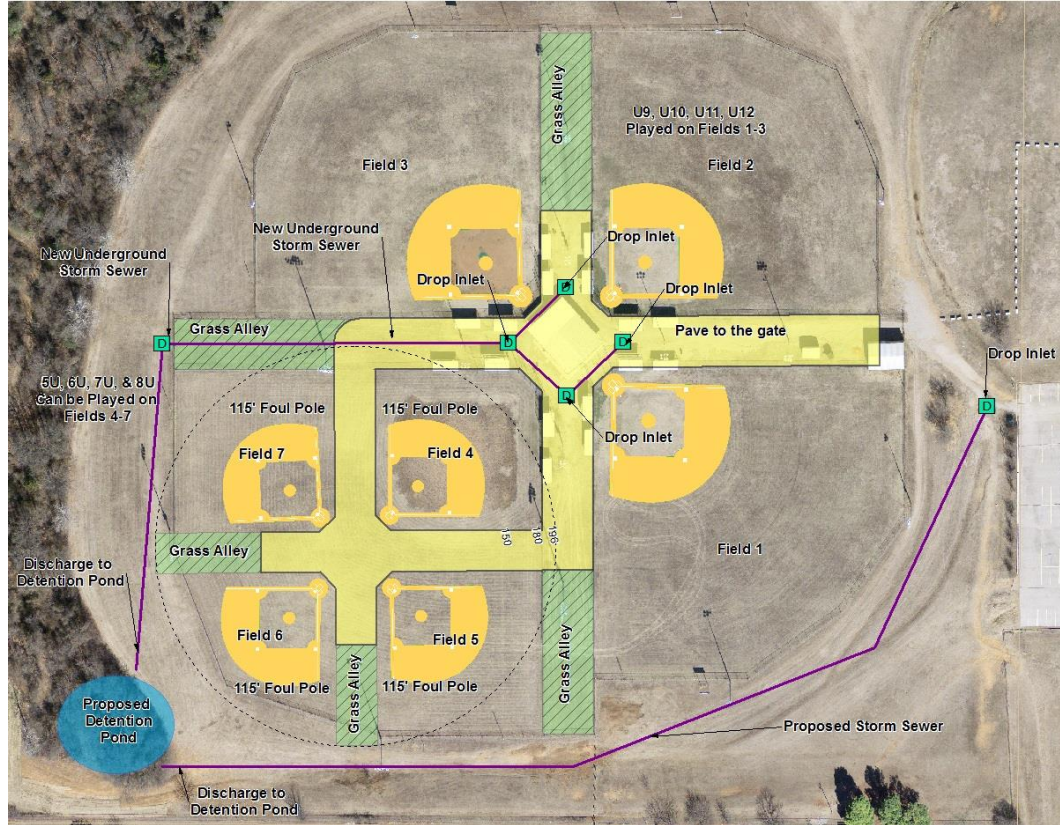 Grass Alley
U9, U10, U11, U12
Played on Fields 1-3
Field 3
Field 2
New Underground
Storm Sewer
Drop Inlet
D
New Underground
Storm Sewer
Drop Inlet
Drop Inlet
Grass Alley
D
D
D
Pave to the gate
Drop Inlet
5U, 6U, 7U, & 8U
Can be Played on
Fields 4-7
115' Foul Pole
115' Foul Pole
D
D
Drop Inlet
Field 7
Field 4
150
180
196
Grass Alley
Field 1
Discharge to
Detention Pond
Field 6
Field 5
Grass Alley
Grass Alley
115' Foul Pole
115' Foul Pole
Proposed
Detention
Pond
Proposed Storm Sewer
Discharge to
Detention Pond